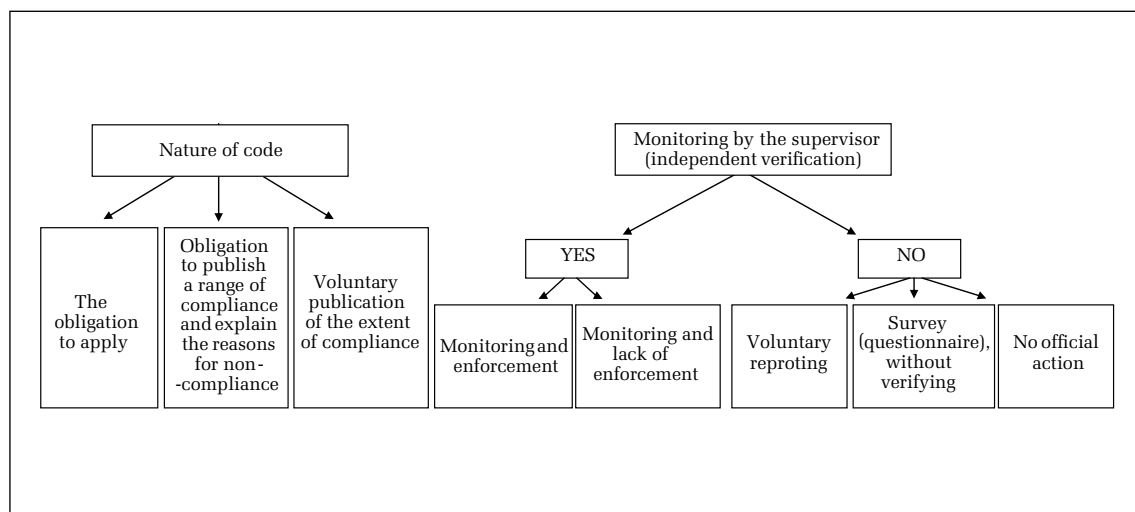 Nature of code
The
obligation
to apply
Obligation
to publish
a range of
compliance
and explain
the reasons
for non-
-compliance
Voluntary
publication
of the extent
of compliance
Monitoring by the supervisor
(independent verification)
YES
Monitoring and
enforcement
Monitoring and
lack of
enforcement
NO
Voluntary
reproting
Survey
(questionnaire),
without
verifying
No official
action